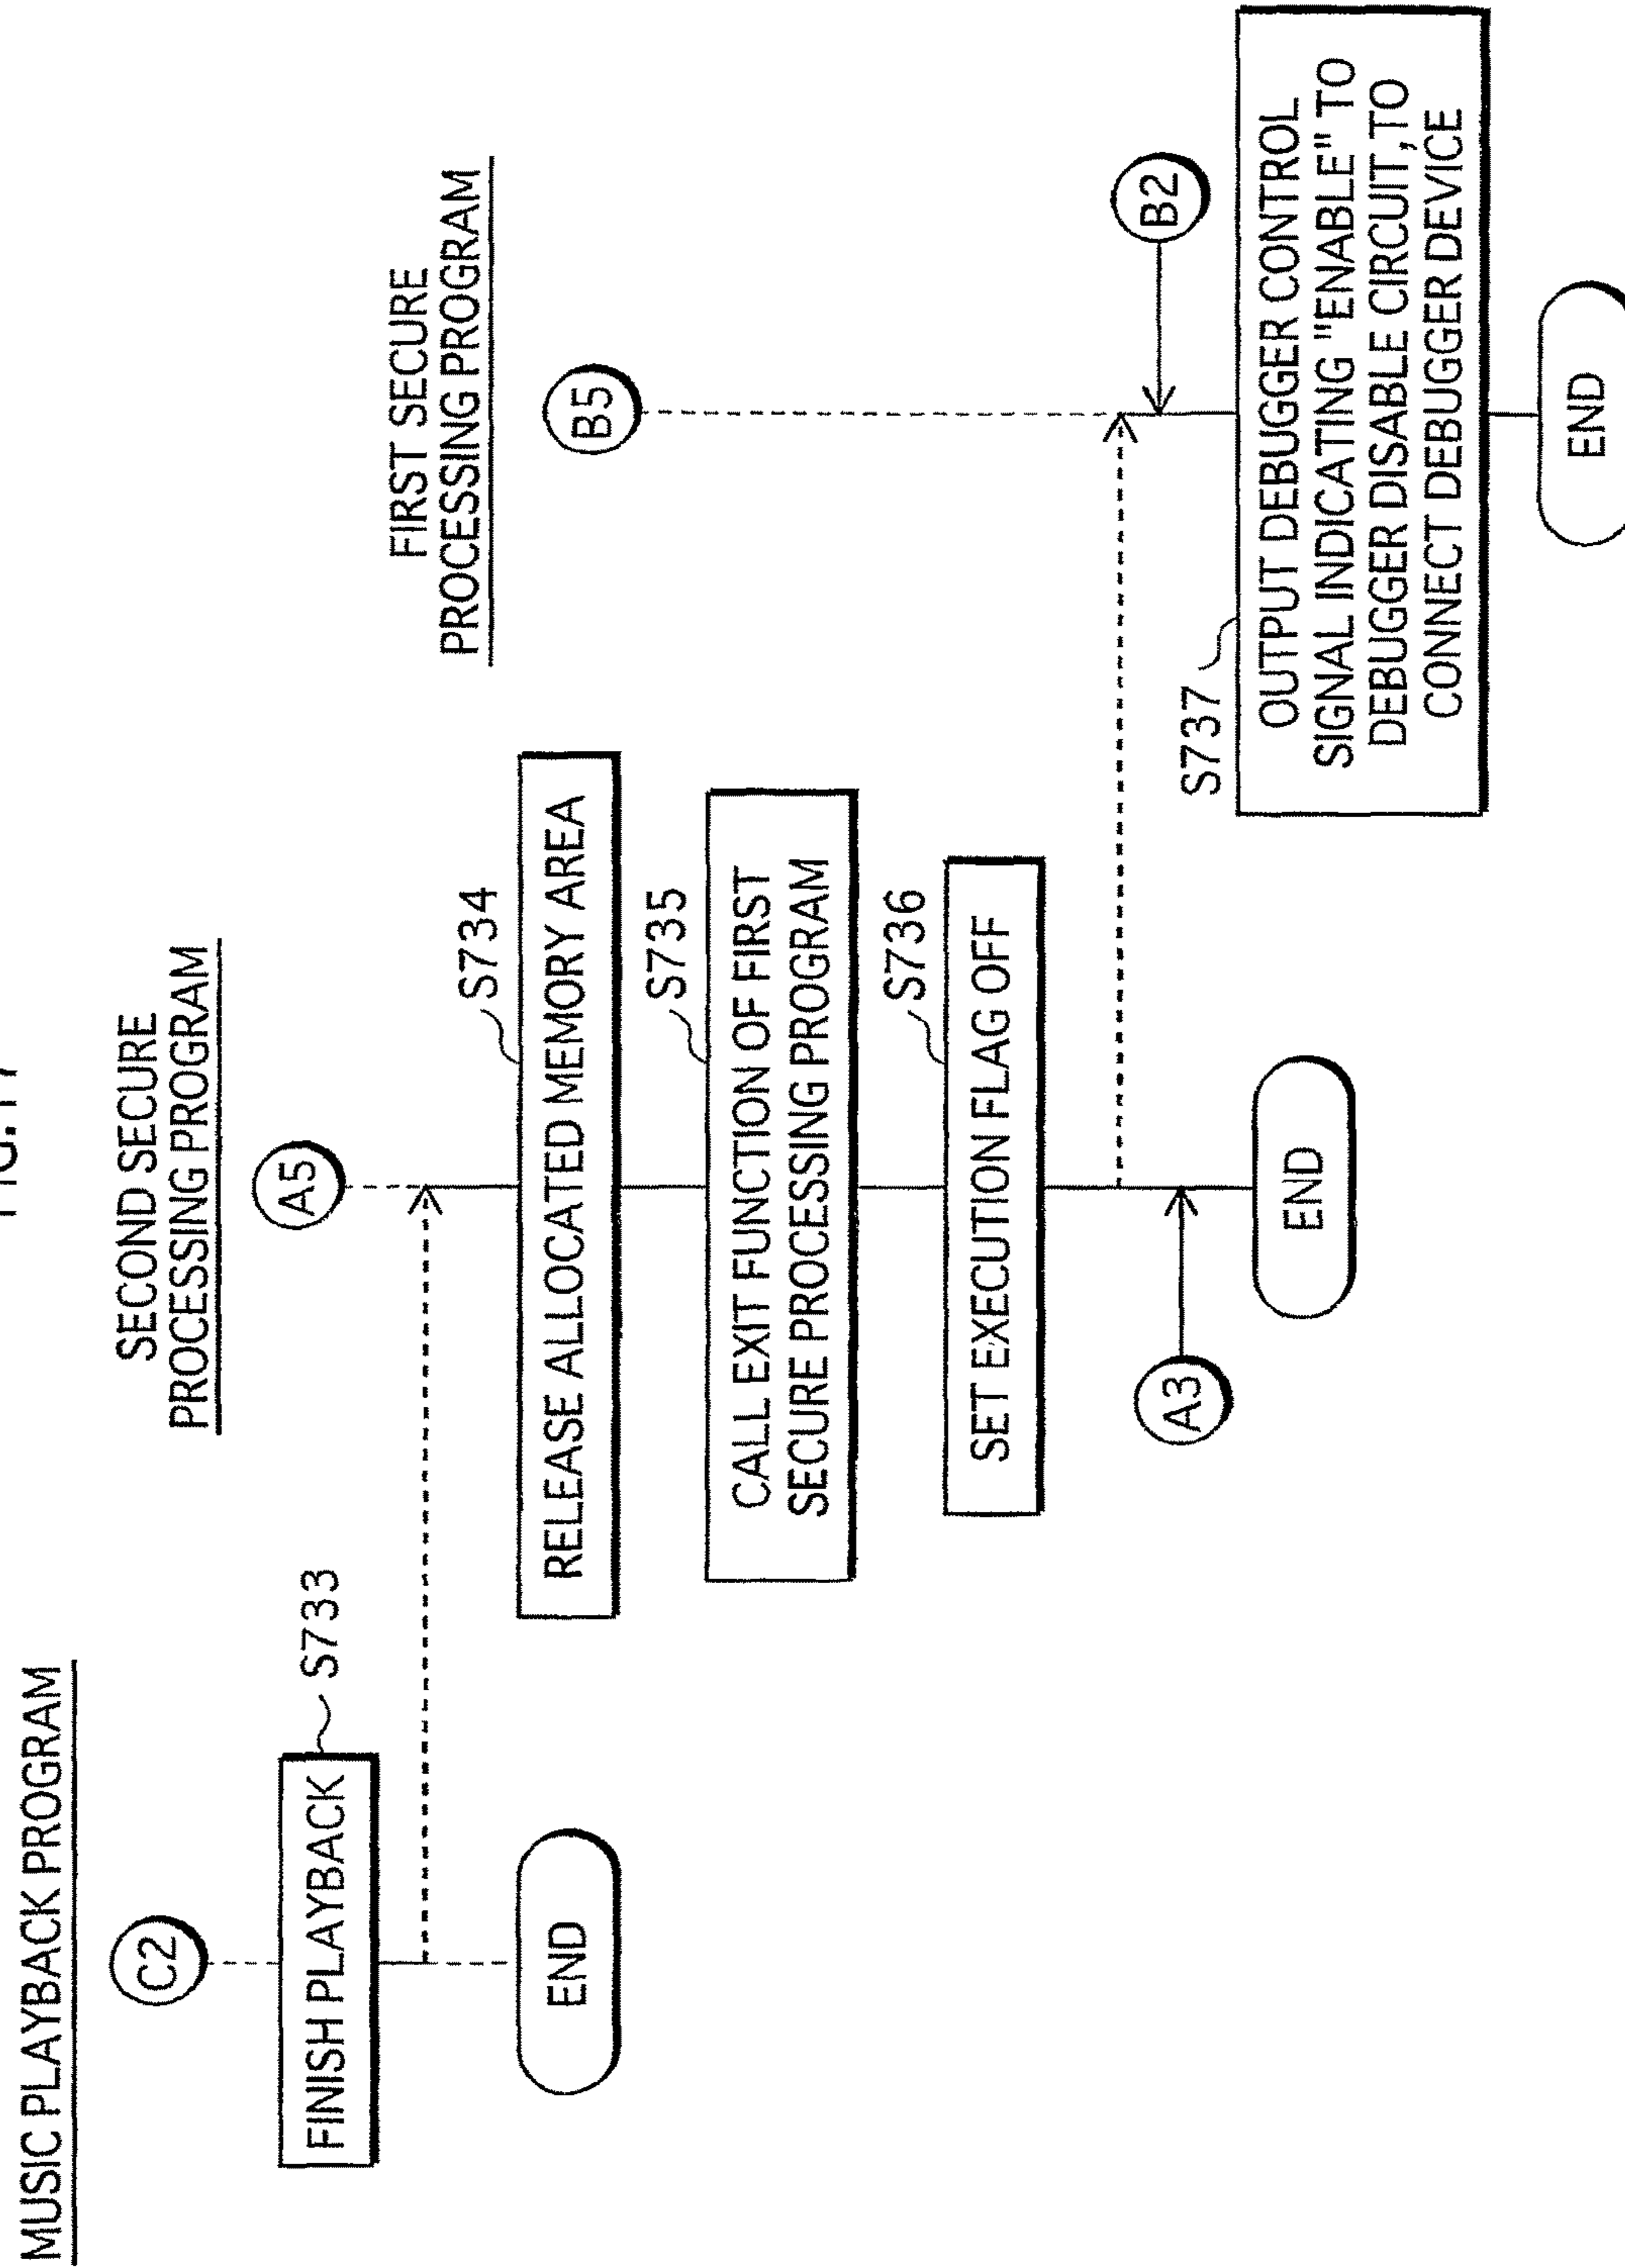 MUSIC PLAYBACK PROGRAM
C2
FINISH PLAYBACK
S733
END
SECOND SECURE
PROCESSING PROGRAM
A5
S734
RELEASE ALLOCATED MEMORY AREA
S735
CALL EXIT FUNCTION OF FIRST
SECURE PROCESSING PROGRAM
S736
SET EXECUTION FLAG OFF
A3
END
FIRST SECURE
PROCESSING PROGRAM
B5
B2
S737
OUTPUT DEBUGGER CONTROL
SIGNAL INDICATING "ENABLE" TO
DEBUGGER DISABLE CIRCUIT,TO
CONNECT DEBUGGER DEVICE
END